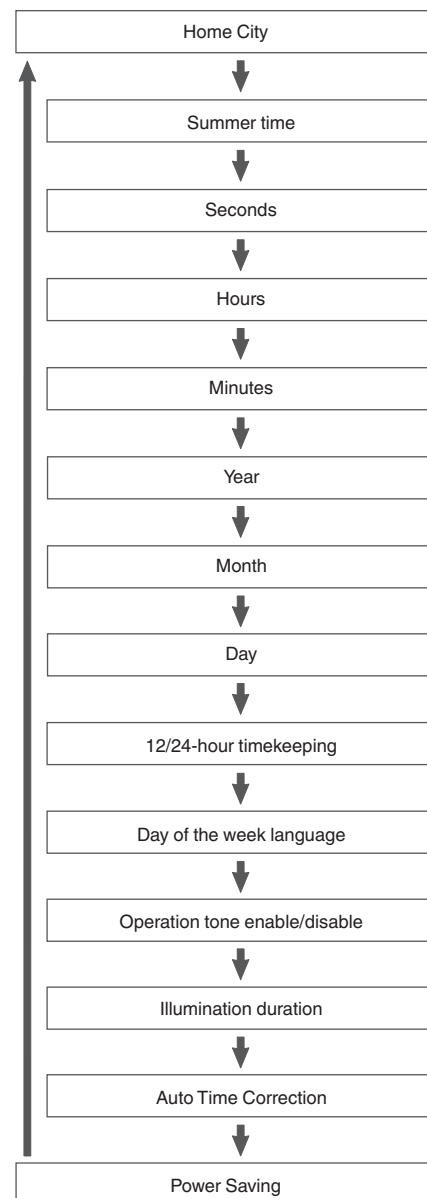 Home City
Summer time
Seconds
Hours
Minutes
Year
Month
Day
12/24-hour timekeeping
Day of the week language
Operation tone enable/disable
Illumination duration
Auto Time Correction
Power Saving